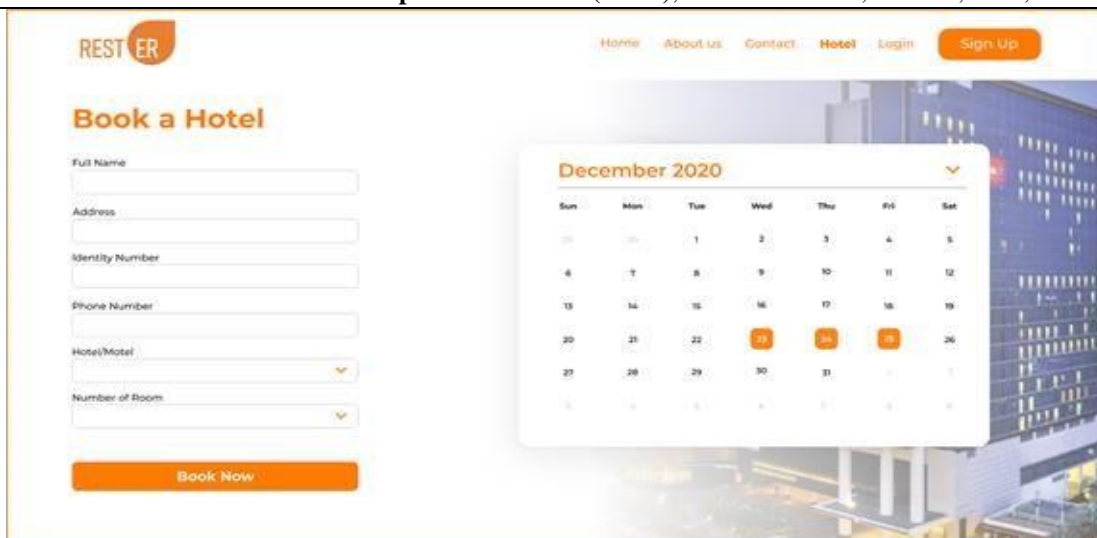 REST ER
Home About us Contact Hotel Login Sign Up
Book a Hotel
Full Name
Address
Identity Number
Phone Number
Hotel/Motel
Number of Room
Book Now
December 2020
Sun Mon Tue Wed Thu Fri Sat
1 2 3 4 5
6 7 8 9 10 11 12
13 14 15 16 17 18 19
20 21 22 23 24 25 26
27 28 29 30 31